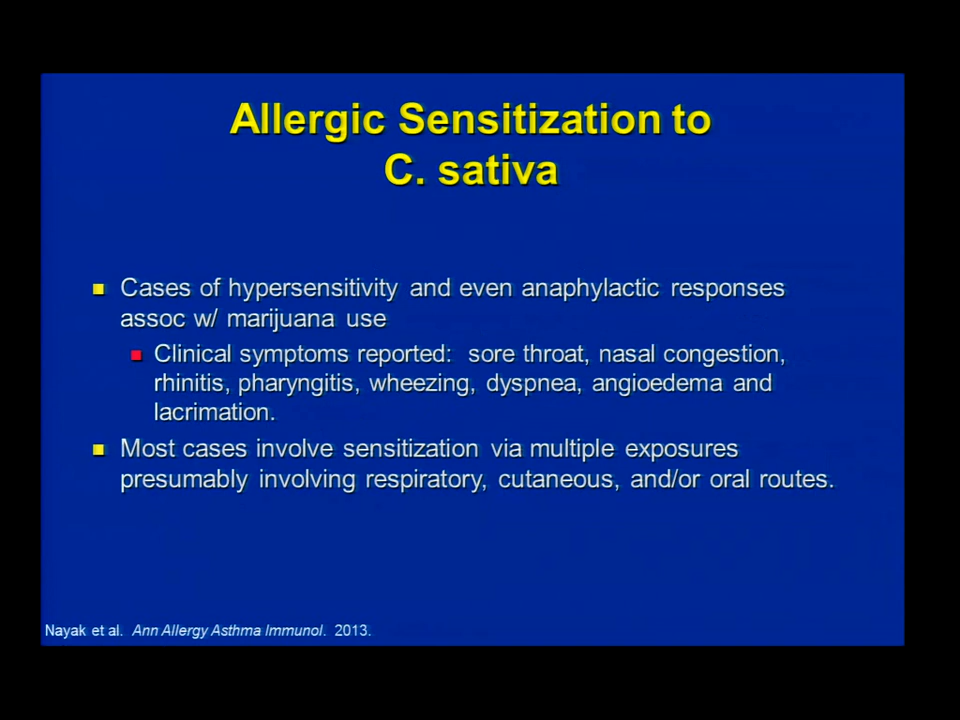 Allergic Sensitization to
C. sativa
Cases of hypersensitivity and even anaphylactic responses
assoc w/ marijuana use
Clinical symptoms reported: sore throat, nasal congestion,
rhinitis, pharyngitis, wheezing, dyspnea, angioedema and
lacrimation.
Most cases involve sensitization via multiple exposures
presumably involving respiratory, cutaneous, and/or oral routes.
Nayak et al. Ann Allergy Asthma Immunol. 2013.